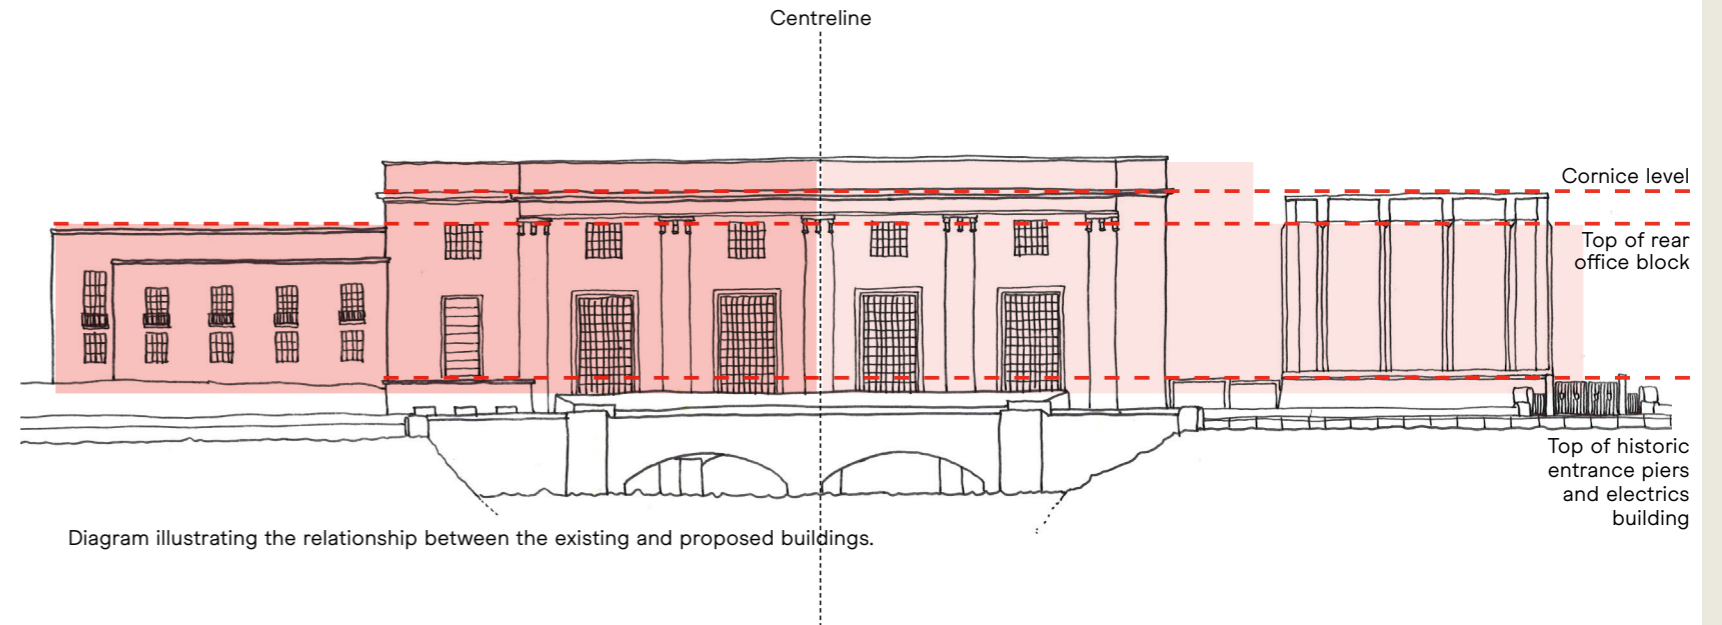 Centreline
Cornice level
Top of rear
office block
Top of historic
entrance piers
and electrics
building
Diagram illustrating the relationship between the existing and proposed buildings.